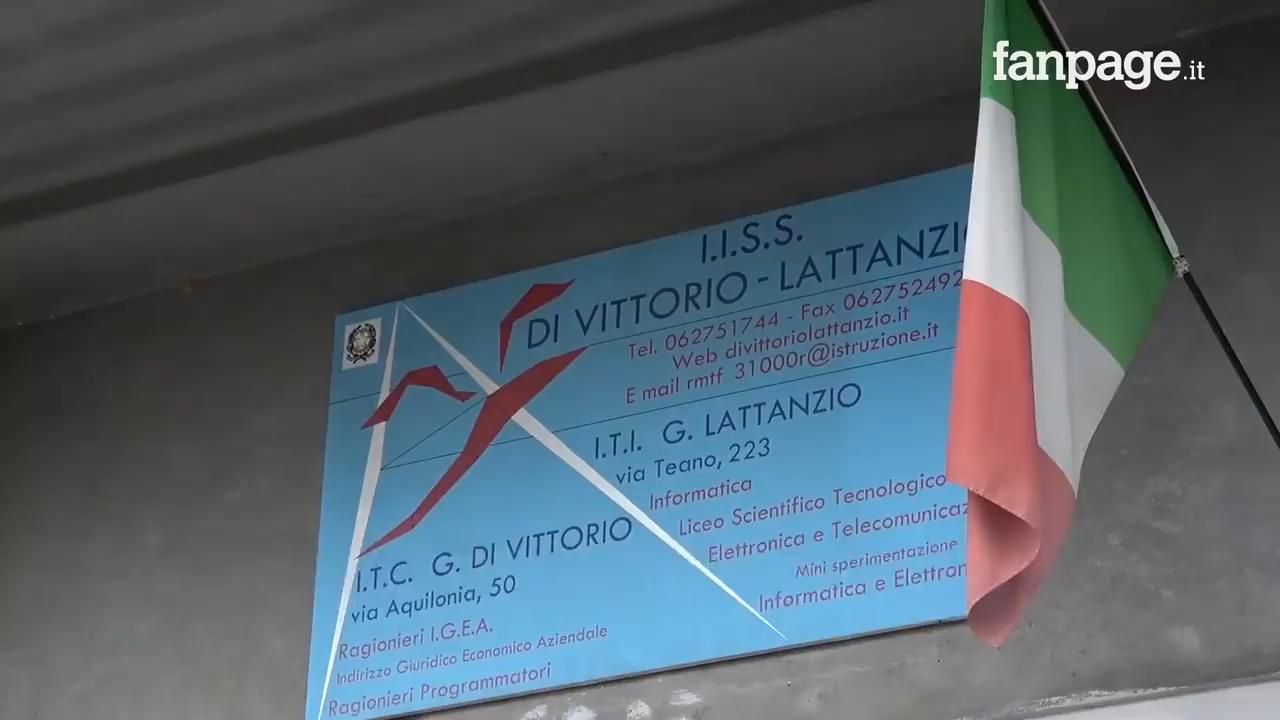 fanpage.it
I.I.S.S.
DI VITTORIO - LATTANZI
Tel. 062751744 - Fax 062752492
Web divittoriolattanzio.it
E mail rmtf 31000r@istruzione.it
I.T.I. G. LATTANZIO
via Teano, 223
Informatica
Liceo Scientifico Tecnologico
Elettronica e Telecomunicaz
Mini sperimentazione
Informatica e Elettron
I.T.C. G. DI VITTORIO
via Aquilonia, 50
Ragionieri I.G.E.A.
Indirizzo Giuridico Economico Aziendale
Ragionieri Programmatori